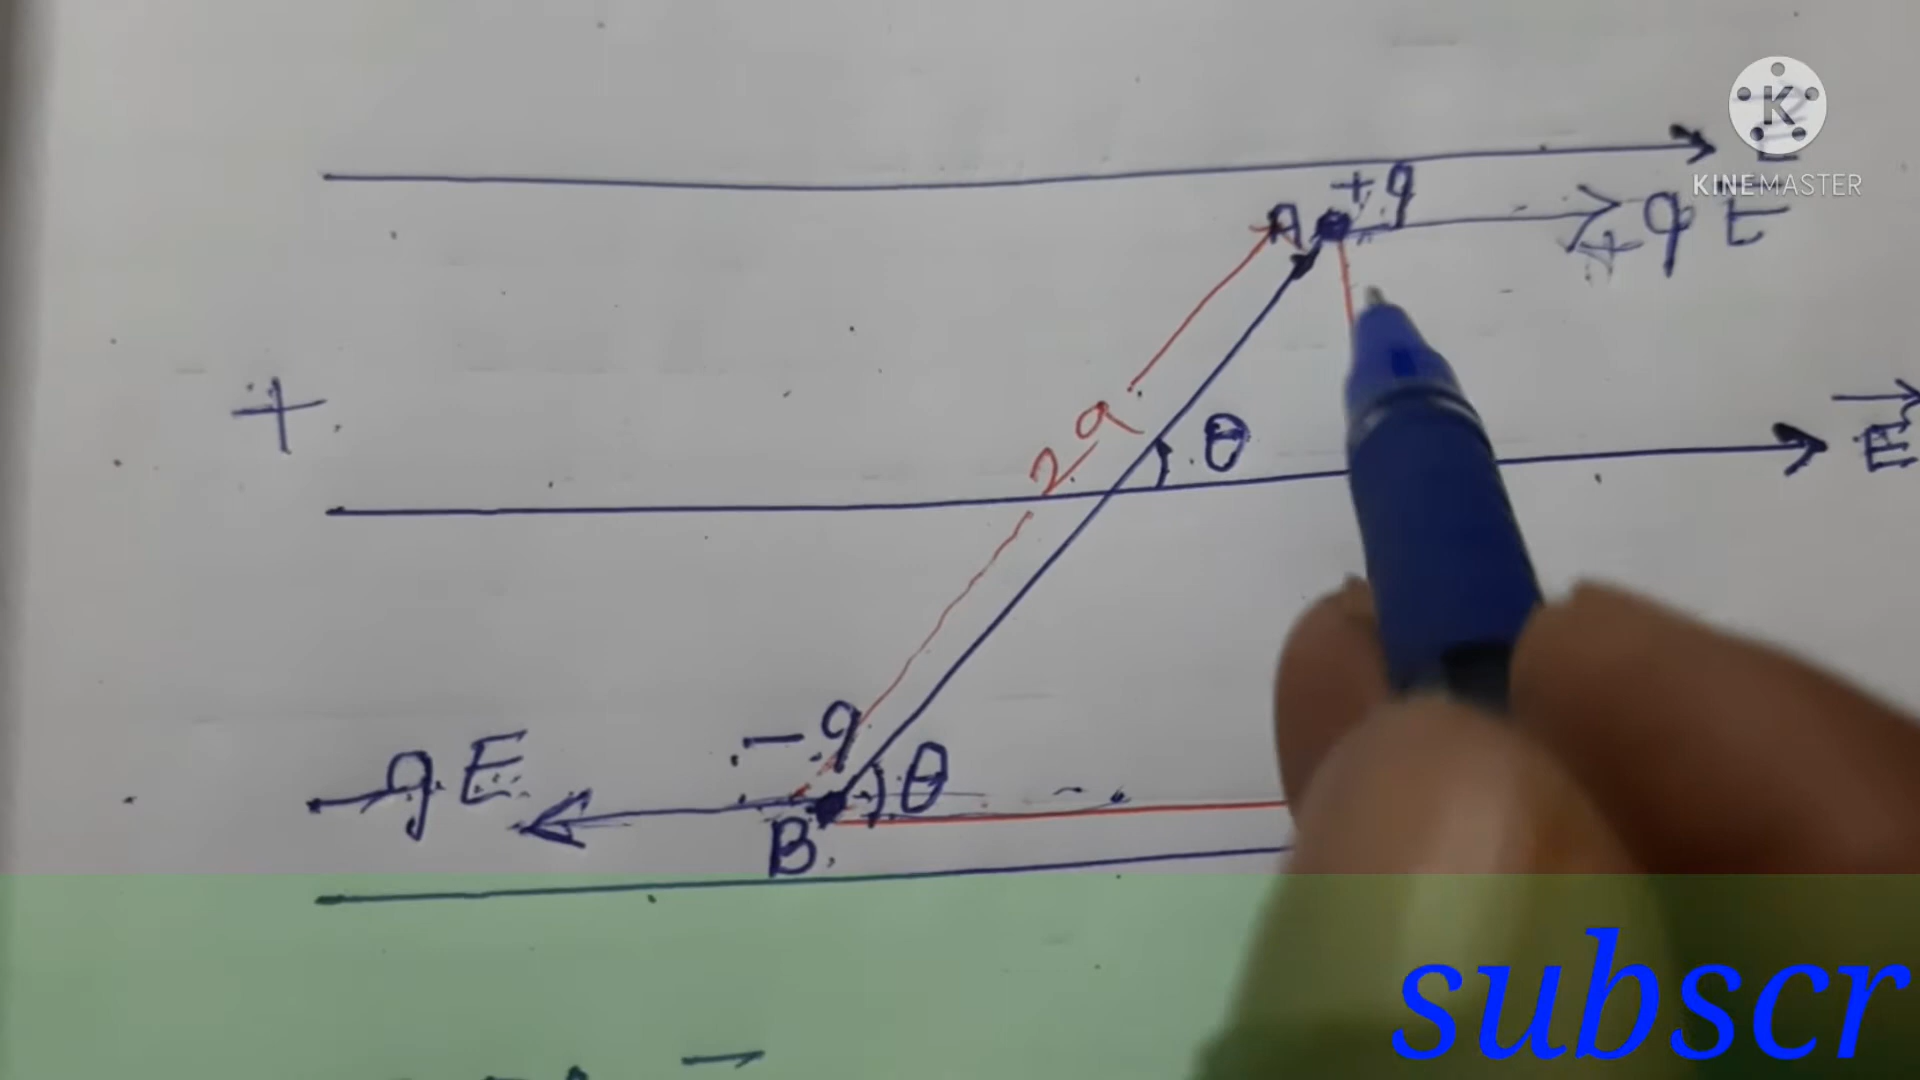 K
KINEMASTER
E
A +q
+qE
+
2a
θ
E
-q
-qE
θ
B
subscr